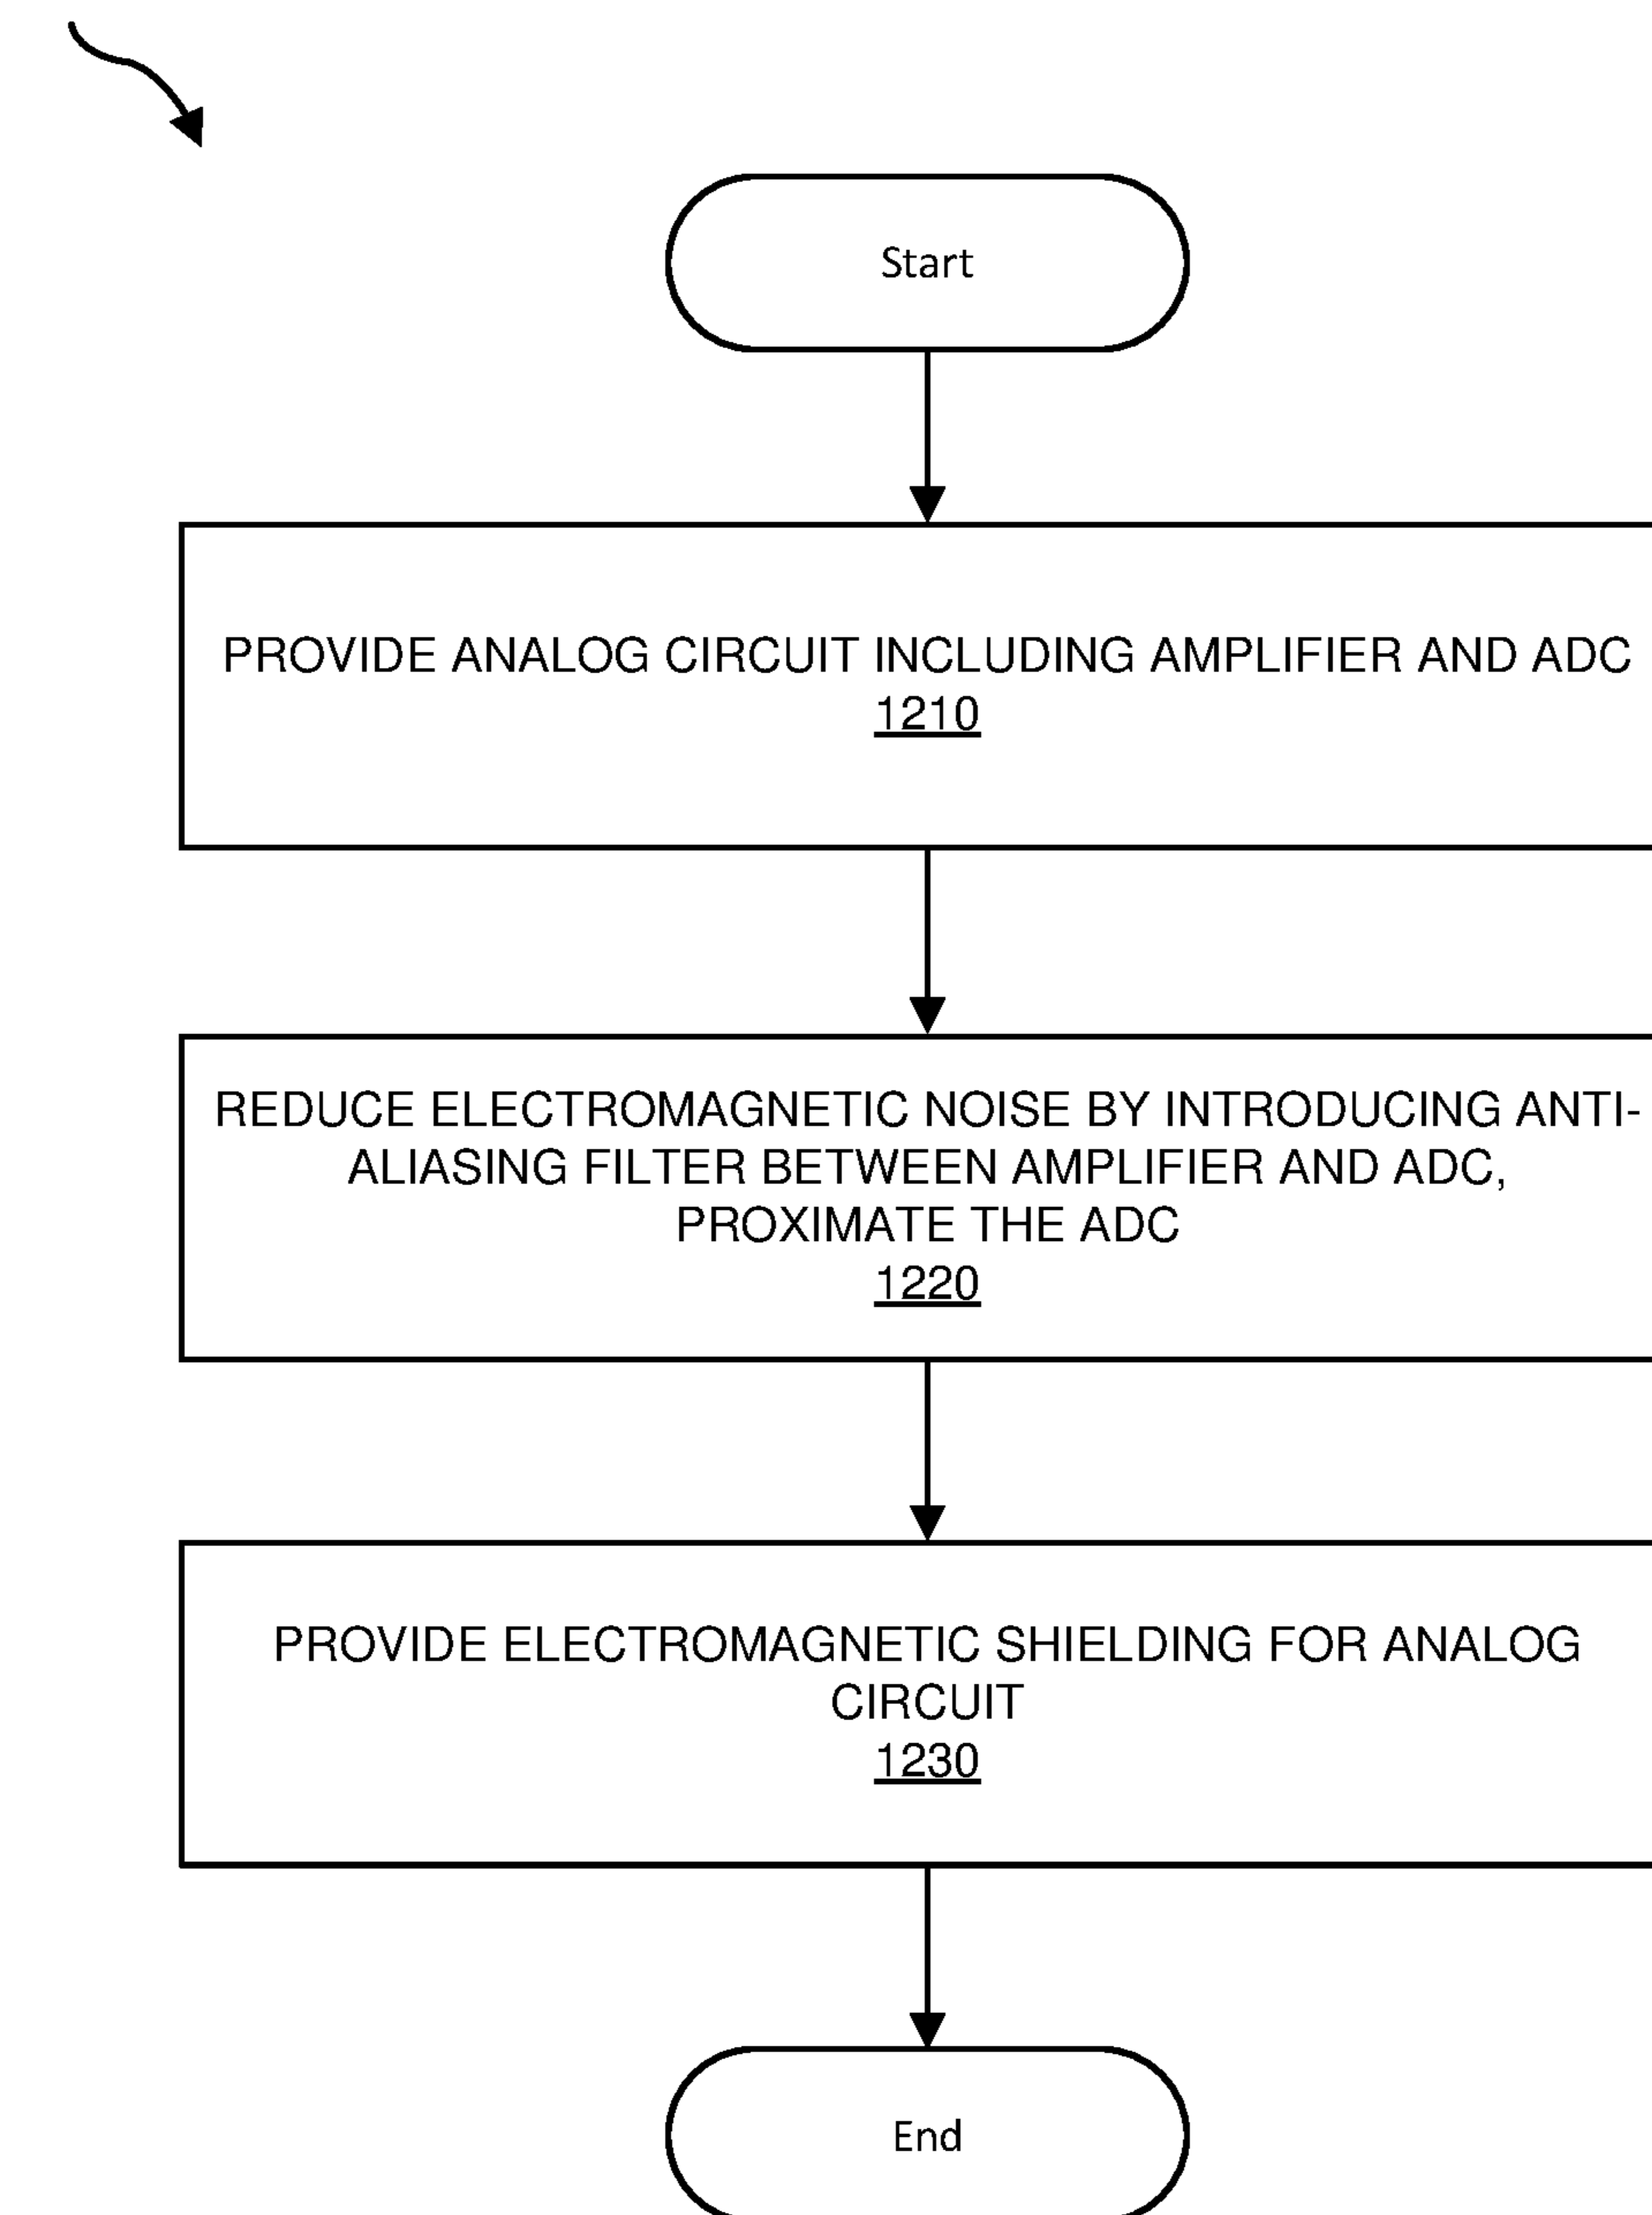 Start
PROVIDE ANALOG CIRCUIT INCLUDING AMPLIFIER AND ADC
1210
REDUCE ELECTROMAGNETIC NOISE BY INTRODUCING ANTI-
ALIASING FILTER BETWEEN AMPLIFIER AND ADC,
PROXIMATE THE ADC
1220
PROVIDE ELECTROMAGNETIC SHIELDING FOR ANALOG
CIRCUIT
1230
End